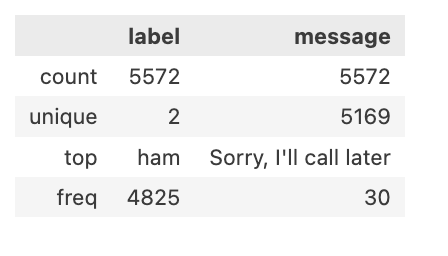 label message
count 5572 5572
unique 2 5169
top ham Sorry, I'll call later
freq 4825 30